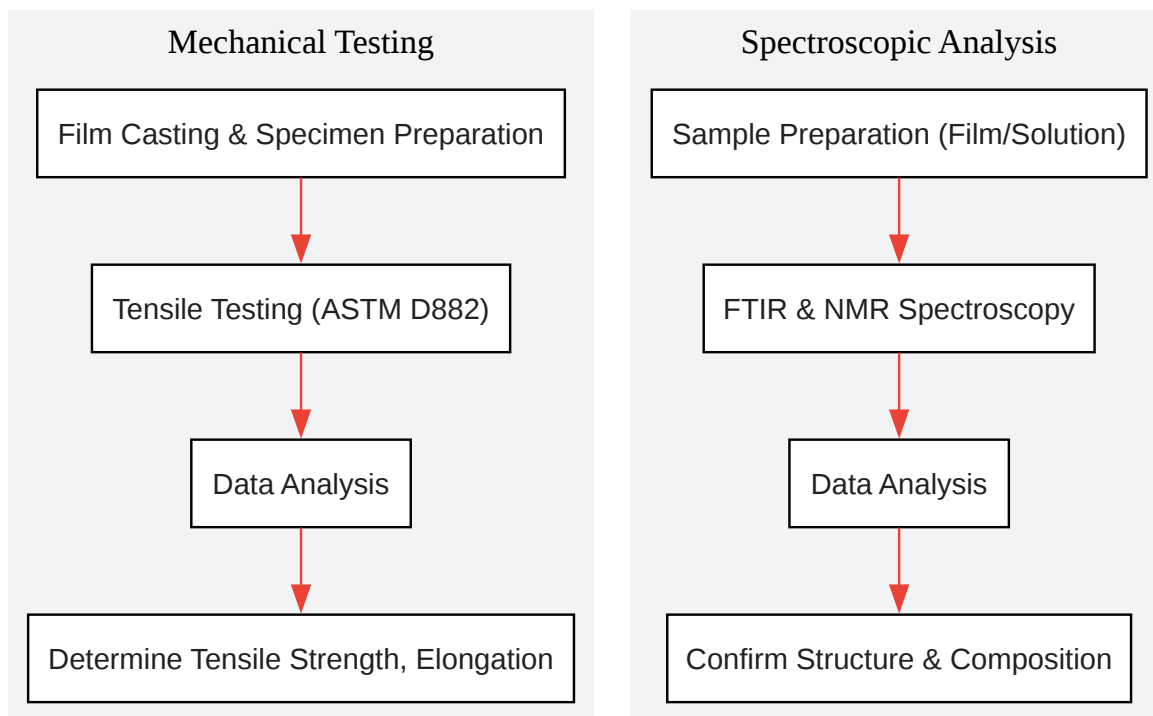 Mechanical Testing
Film Casting & Specimen Preparation
Tensile Testing (ASTM D882)
Data Analysis
Determine Tensile Strength, Elongation
Spectroscopic Analysis
Sample Preparation (Film/Solution)
FTIR & NMR Spectroscopy
Data Analysis
Confirm Structure & Composition